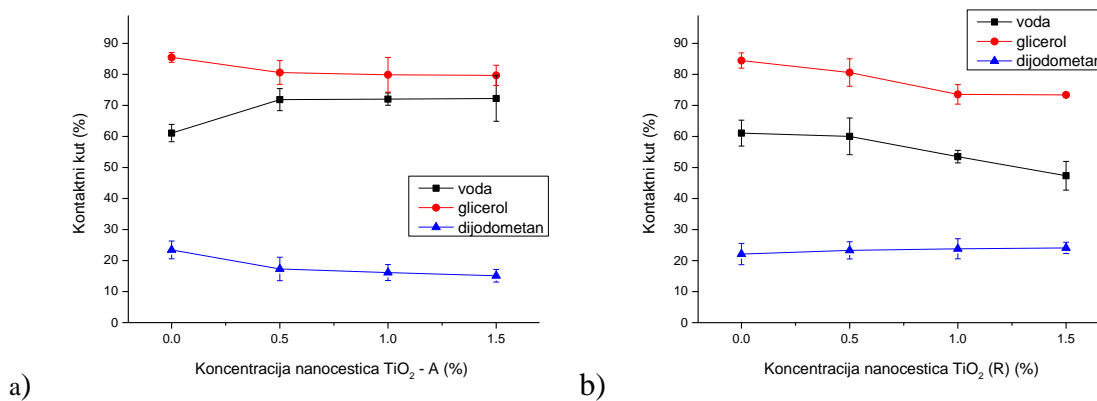 90
80
70
60
50
40
30
20
10
0
Kontaktni kut (%)
voda
glicerol
dijodometan
0.0 0.5 1.0 1.5
Koncentracija nanocestica TiO₂ - A (%)
a)
voda
glicerol
dijodometan
90
80
70
60
50
40
30
20
10
0
Kontaktni kut (%)
0.0 0.5 1.0 1.5
Koncentracija nanocestica TiO₂ (R) (%)
b)